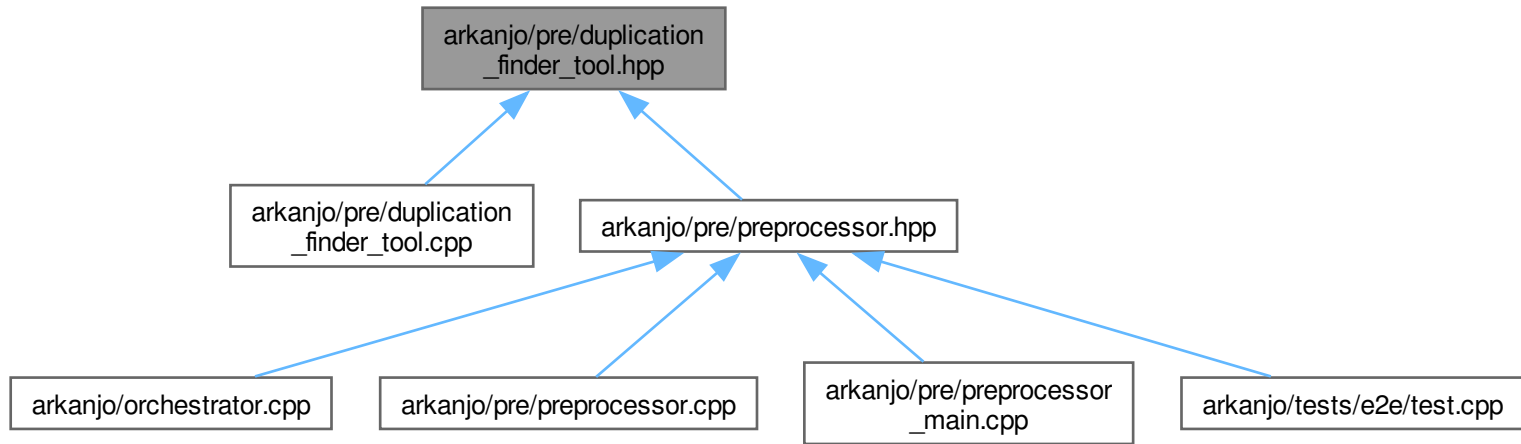 arkanjo/pre/duplication
_finder_tool.hpp
arkanjo/pre/duplication
_finder_tool.cpp
arkanjo/pre/preprocessor.hpp
arkanjo/orchestrator.cpp
arkanjo/pre/preprocessor.cpp
arkanjo/pre/preprocessor
_main.cpp
arkanjo/tests/e2e/test.cpp